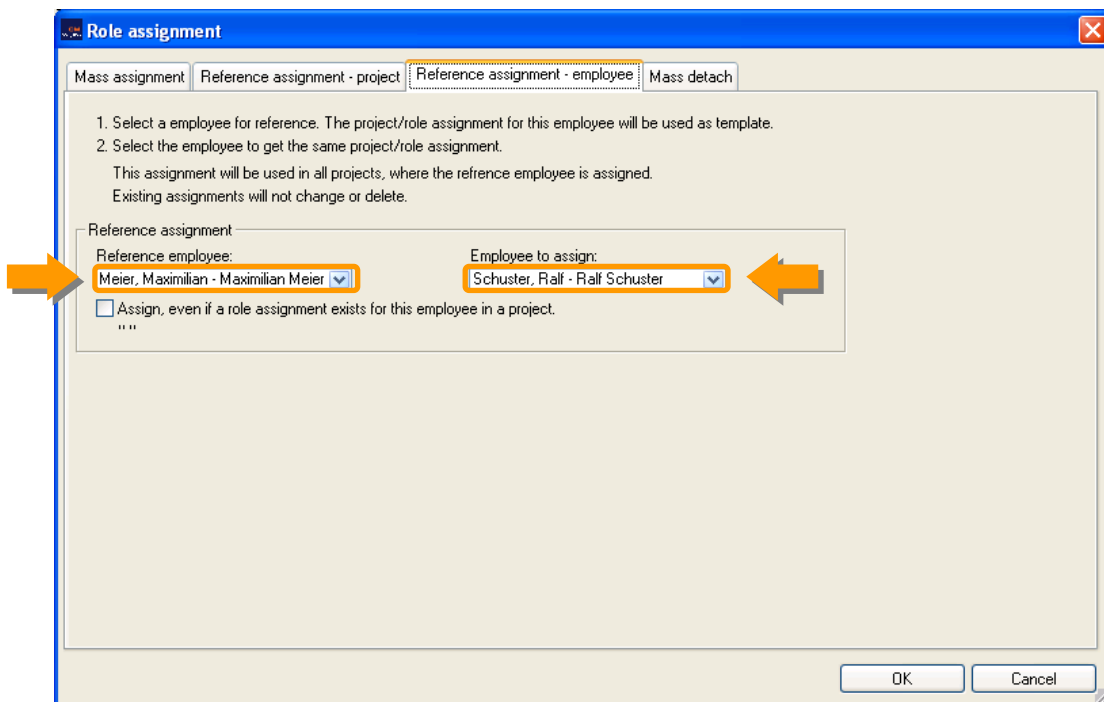 Role assignment
Mass assignment
Reference assignment - project
Reference assignment - employee
Mass detach
1. Select a employee for reference. The project/role assignment for this employee will be used as template.
2. Select the employee to get the same project/role assignment.
This assignment will be used in all projects, where the refrence employee is assigned.
Existing assignments will not change or delete.
Reference assignment
Reference employee:
Employee to assign:
Meier, Maximilian - Maximilian Meier
Schuster, Ralf - Ralf Schuster
Assign, even if a role assignment exists for this employee in a project.
" "
OK
Cancel